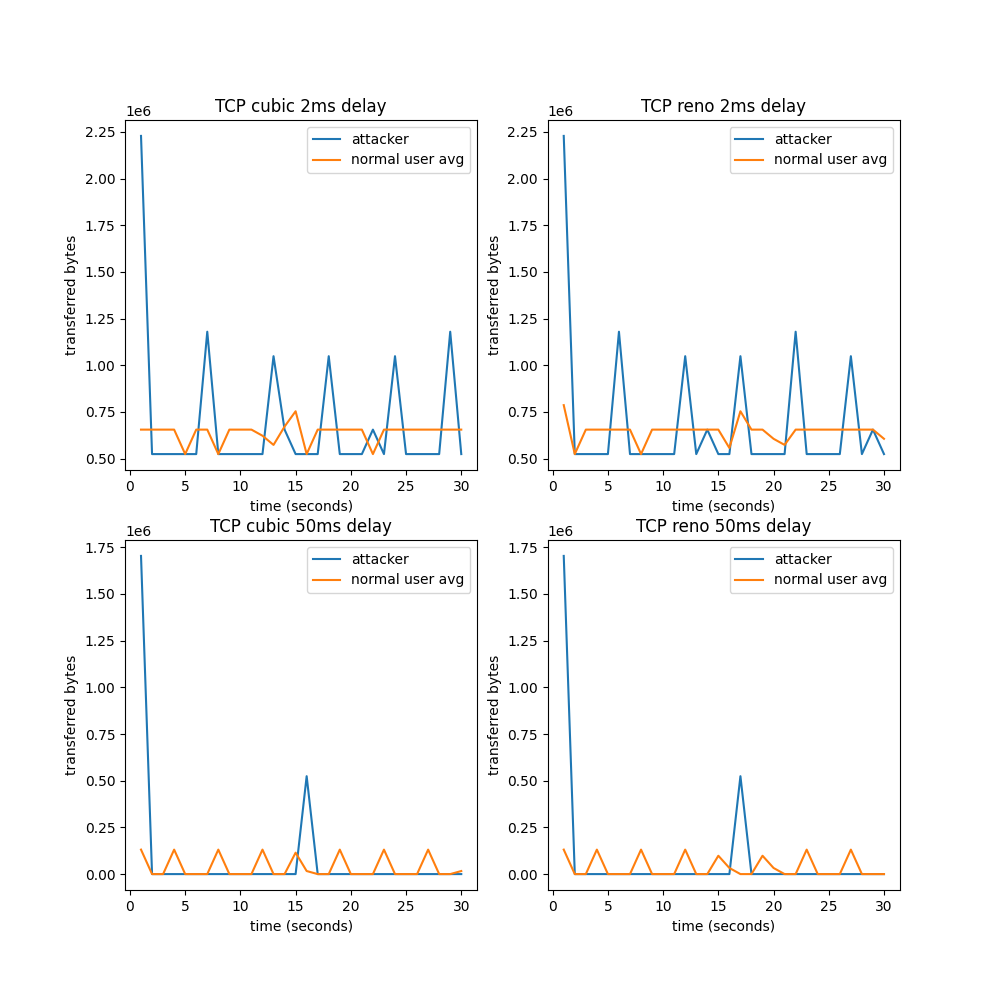 TCP cubic 2ms delay
1e6
transferred bytes
2.25
2.00
1.75
1.50
1.25
1.00
0.75
0.50
attacker
normal user avg
0 5 10 15 20 25 30
time (seconds)
TCP reno 2ms delay
1e6
transferred bytes
2.25
2.00
1.75
1.50
1.25
1.00
0.75
0.50
attacker
normal user avg
0 5 10 15 20 25 30
time (seconds)
TCP cubic 50ms delay
1e6
transferred bytes
1.75
1.50
1.25
1.00
0.75
0.50
0.25
0.00
attacker
normal user avg
0 5 10 15 20 25 30
time (seconds)
TCP reno 50ms delay
1e6
transferred bytes
1.75
1.50
1.25
1.00
0.75
0.50
0.25
0.00
attacker
normal user avg
0 5 10 15 20 25 30
time (seconds)